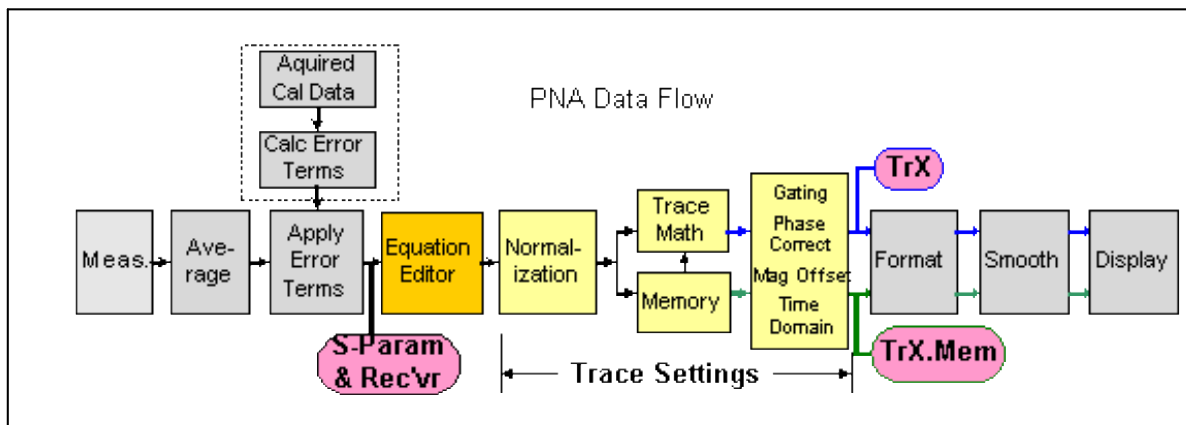 Aquired
Cal Data
PNA Data Flow
Calc Error
Terms
TrX
Meas.
Ave-
rage
Apply
Error
Terms
Equation
Editor
Normal-
ization
Trace
Math
Memory
Gating
Phase
Correct
Mag Offset
Time
Domain
Format
Smooth
Display
S-Param
& Rec'vr
Trace Settings
TrX.Mem